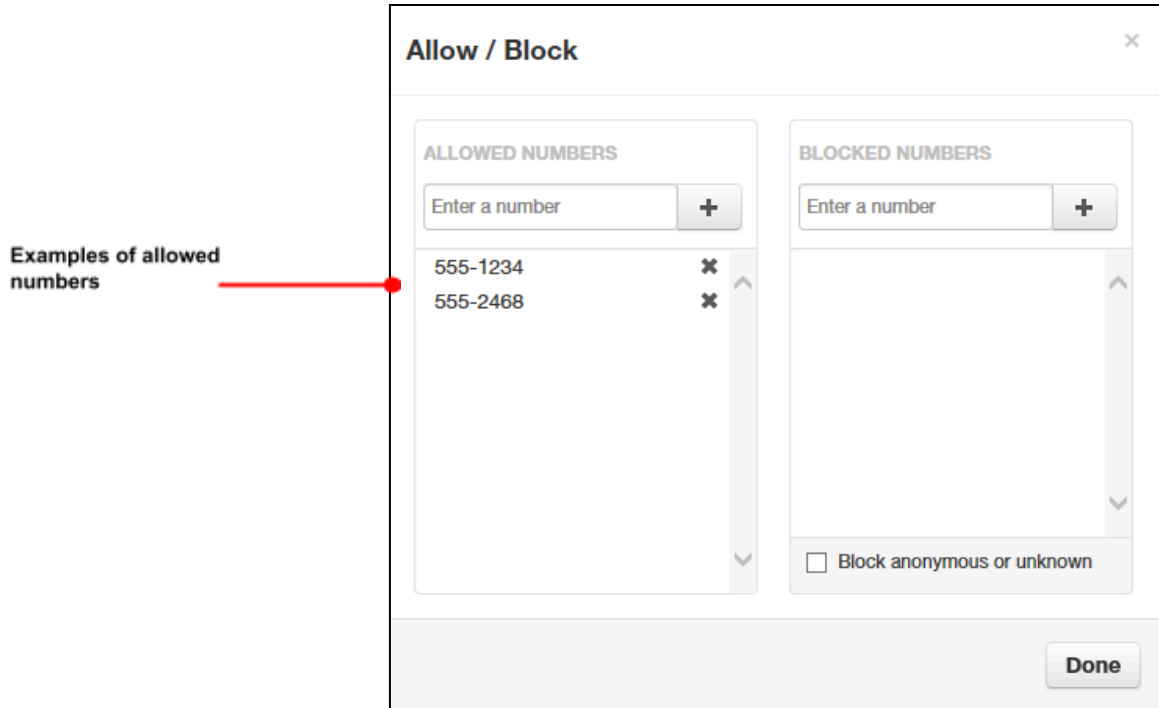 Allow / Block
ALLOWED NUMBERS
Enter a number
555-1234
555-2468
BLOCKED NUMBERS
Enter a number
Block anonymous or unknown
Done
Examples of allowed
numbers